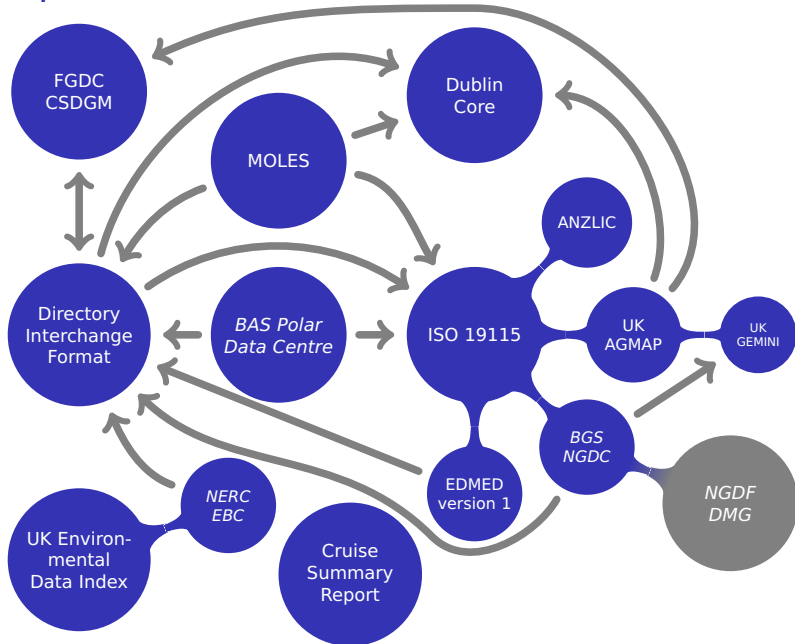 FGDC
CSDGM
Dublin
Core
MOLES
ANZLIC
Directory
Interchange
Format
BAS Polar
Data Centre
ISO 19115
UK
AGMAP
UK
GEMINI
BGS
NGDC
EDMED
version 1
NERC
EBC
NGDF
DMG
UK Environ-
mental
Data Index
Cruise
Summary
Report